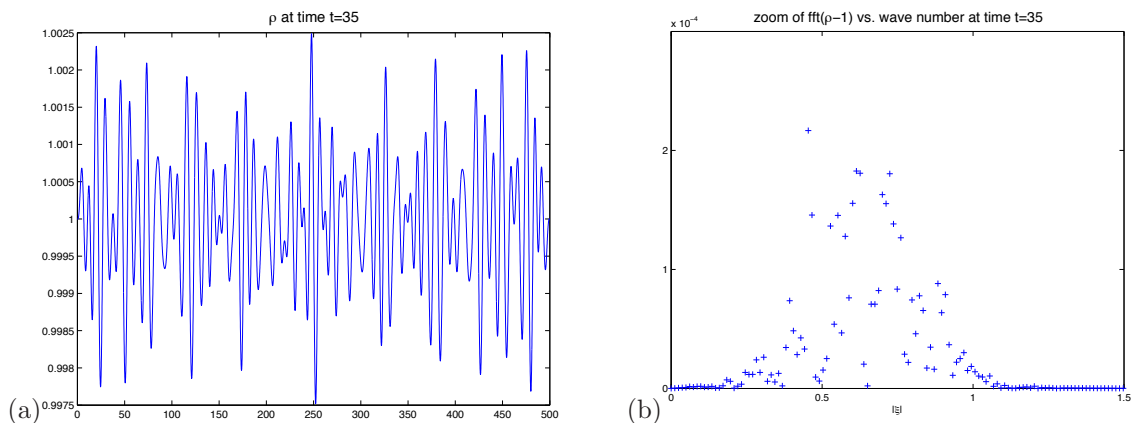 ρ at time t=35
1.0025
1.002
1.0015
1.001
1.0005
1
0.9995
0.999
0.9985
0.998
0.9975
0 50 100 150 200 250 300 350 400 450 500
(a)
zoom of fft(ρ−1) vs. wave number at time t=35
x 10⁻⁴
2
1
0
0 0.5 1 1.5
|ξ|
(b)